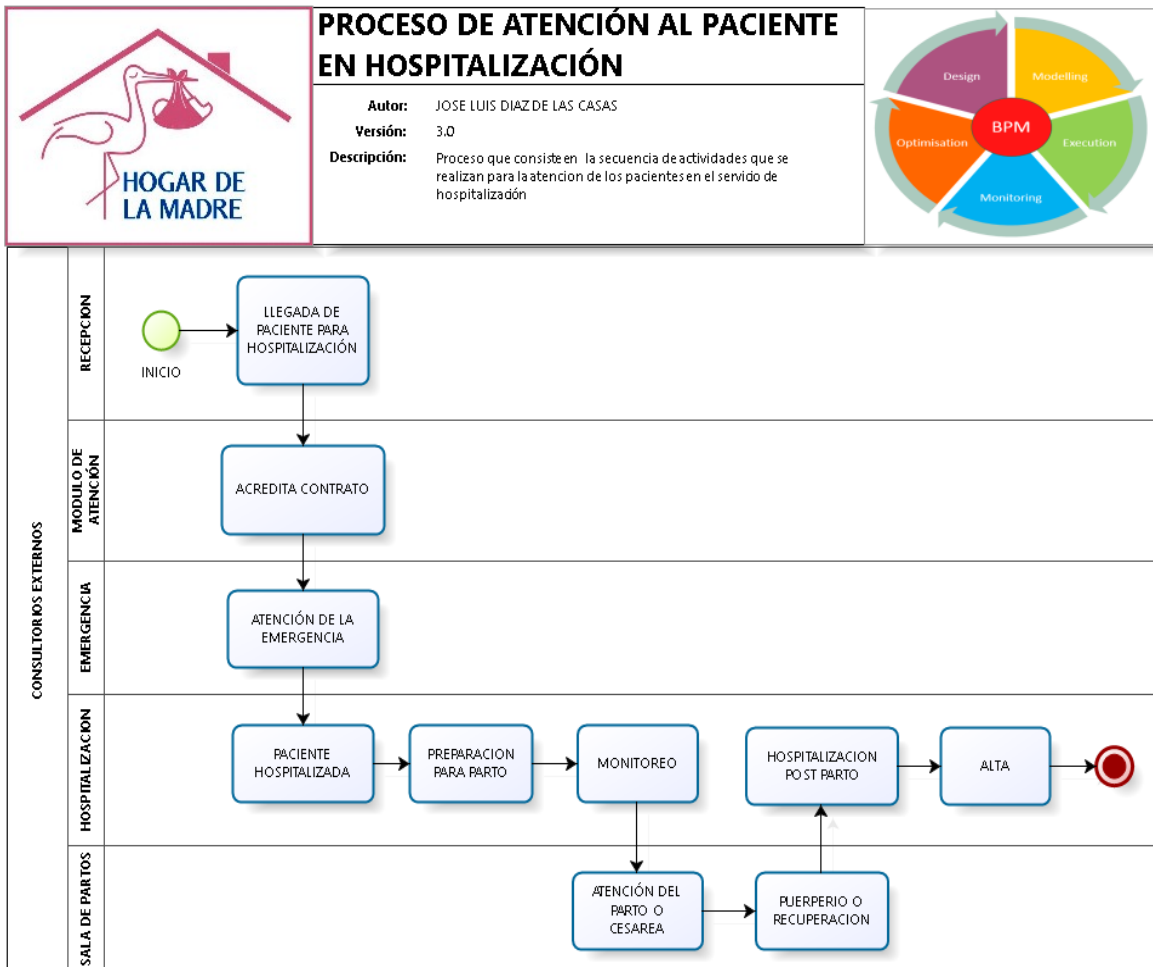 HOGAR DE
LA MADRE
PROCESO DE ATENCIÓN AL PACIENTE
EN HOSPITALIZACIÓN
Autor: JOSE LUIS DIAZ DE LAS CASAS
Versión: 3.0
Descripción: Proceso que consiste en la secuencia de actividades que se
realizan para la atencion de los pacientes en el servicio de
hospitalización
Design
Modelling
BPM
Optimisation
Execution
Monitoring
CONSULTORIOS EXTERNOS
RECEPCION
INICIO
LLEGADA DE
PACIENTE PARA
HOSPITALIZACIÓN
MODULO DE
ATENCIÓN
ACREDITA CONTRATO
EMERGENCIA
ATENCIÓN DE LA
EMERGENCIA
HOSPITALIZACION
PACIENTE
HOSPITALIZADA
PREPARACION
PARA PARTO
MONITOREO
HOSPITALIZACION
POST PARTO
ALTA
SALA DE PARTOS
ATENCIÓN DEL
PARTO O
CESAREA
PUERPERIO O
RECUPERACION